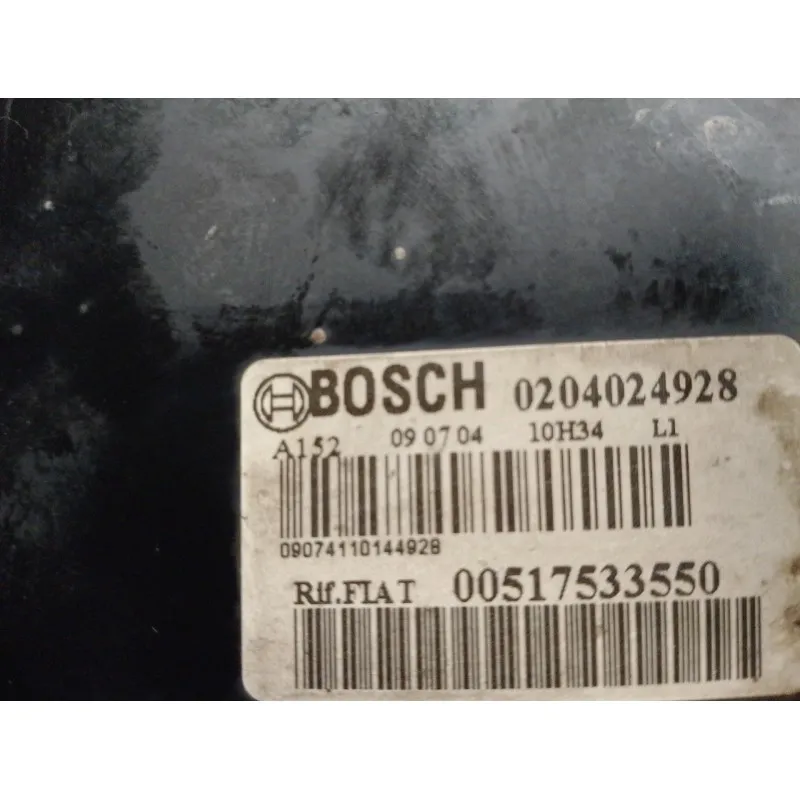 BOSCH 0204024928
A152 09 07 04 10H34 L1
09074110144928
Rif.FIAT 00517533550